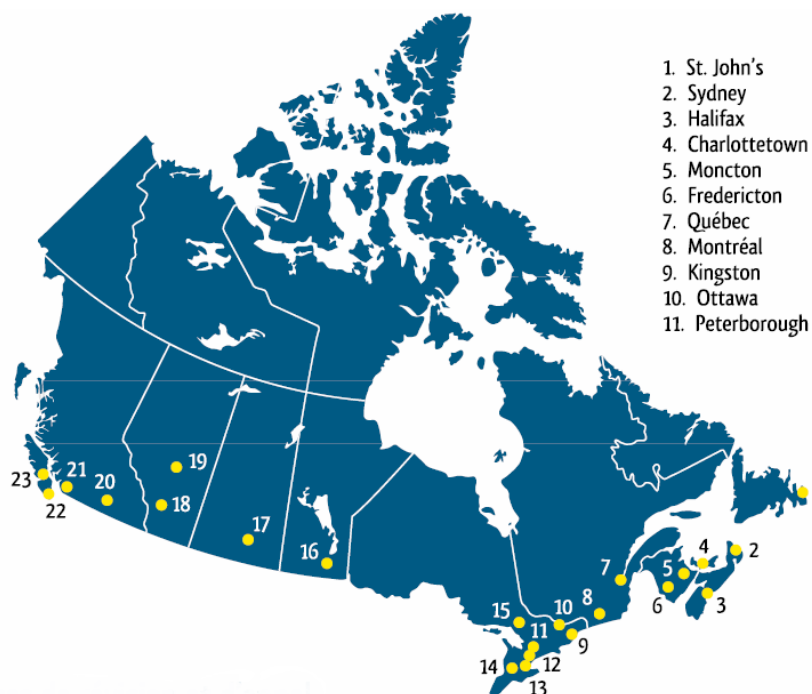 1. St. John's
2. Sydney
3. Halifax
4. Charlottetown
5. Moncton
6. Fredericton
7. Québec
8. Montréal
9. Kingston
10. Ottawa
11. Peterborough
23
21
20
19
22
18
17
16
15
14
11
10
12
13
9
8
7
6
5
4
3
2